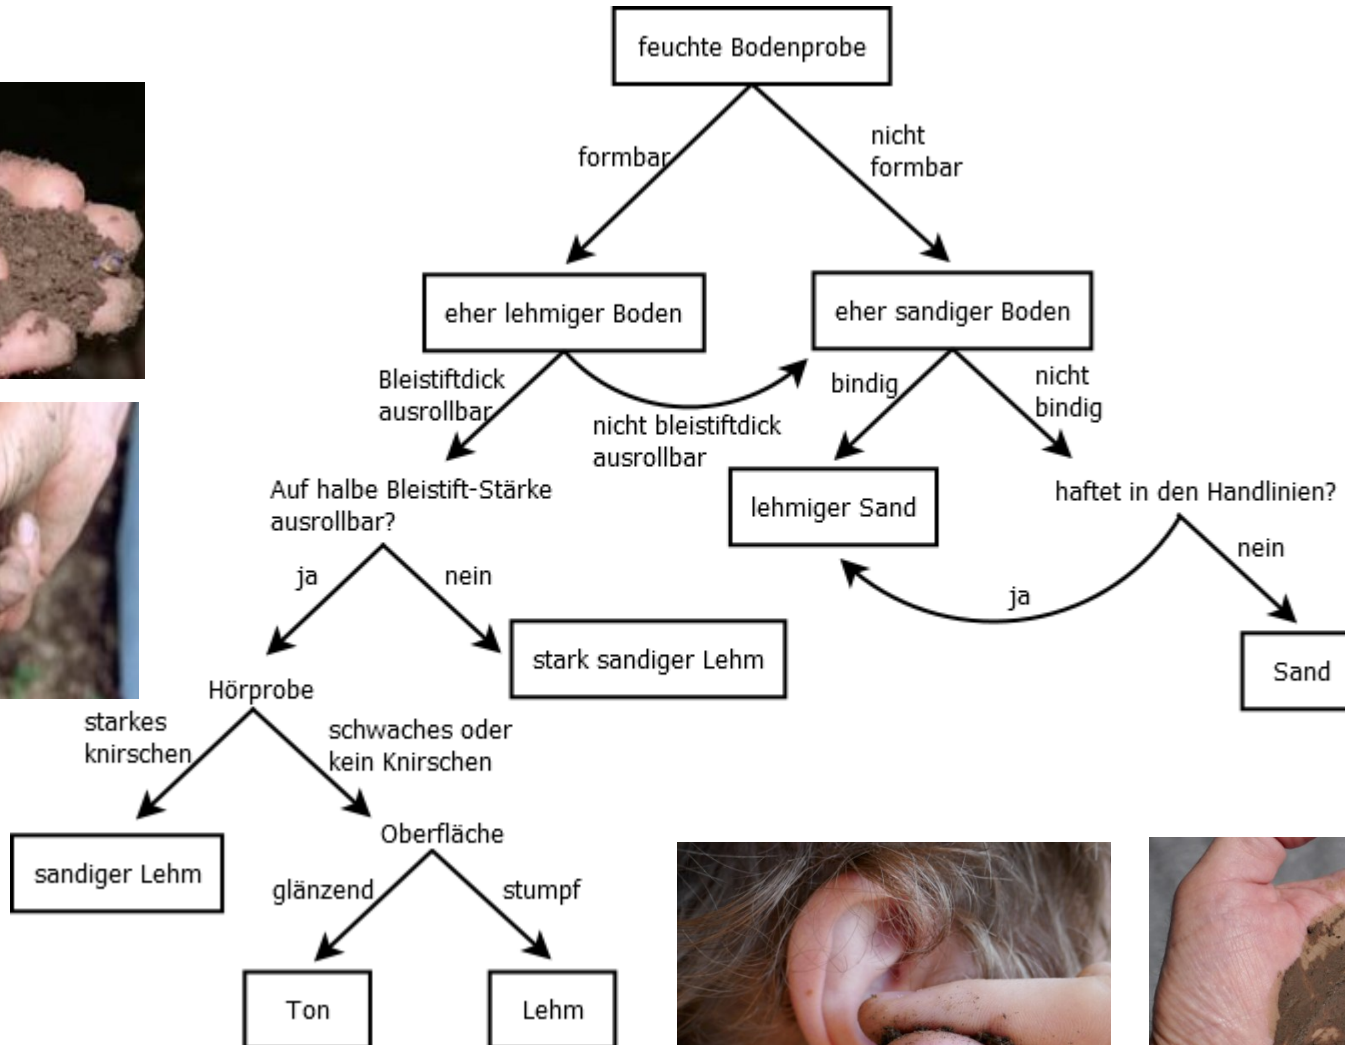 feuchte Bodenprobe
formbar
nicht
formbar
eher lehmiger Boden
eher sandiger Boden
Bleistiftdick
ausrollbar
nicht bleistiftdick
ausrollbar
bindig
nicht
bindig
Auf halbe Bleistift-Stärke
ausrollbar?
lehmiger Sand
haftet in den Handlinien?
ja
nein
ja
nein
stark sandiger Lehm
Sand
Hörprobe
starkes
knirschen
schwaches oder
kein Knirschen
sandiger Lehm
Oberfläche
glänzend
stumpf
Ton
Lehm